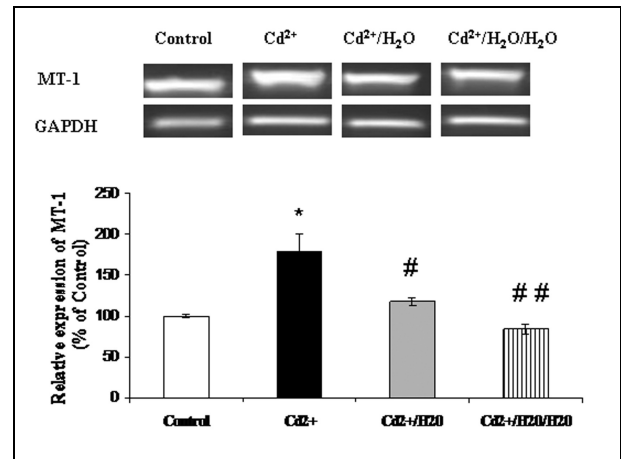 Control Cd²⁺ Cd²⁺/H₂O Cd²⁺/H₂O/H₂O
MT-1
GAPDH
Relative expression of MT-1
(% of Control)
250
200
150
100
50
0
*
#
# #
Control Cd2+ Cd2+/H20 Cd2+/H20/H20